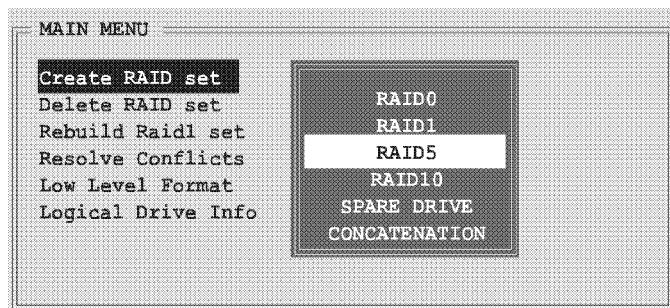 MAIN MENU
Create RAID set
Delete RAID set
Rebuild Raid1 set
Resolve Conflicts
Low Level Format
Logical Drive Info
RAID0
RAID1
RAID5
RAID10
SPARE DRIVE
CONCATENATION